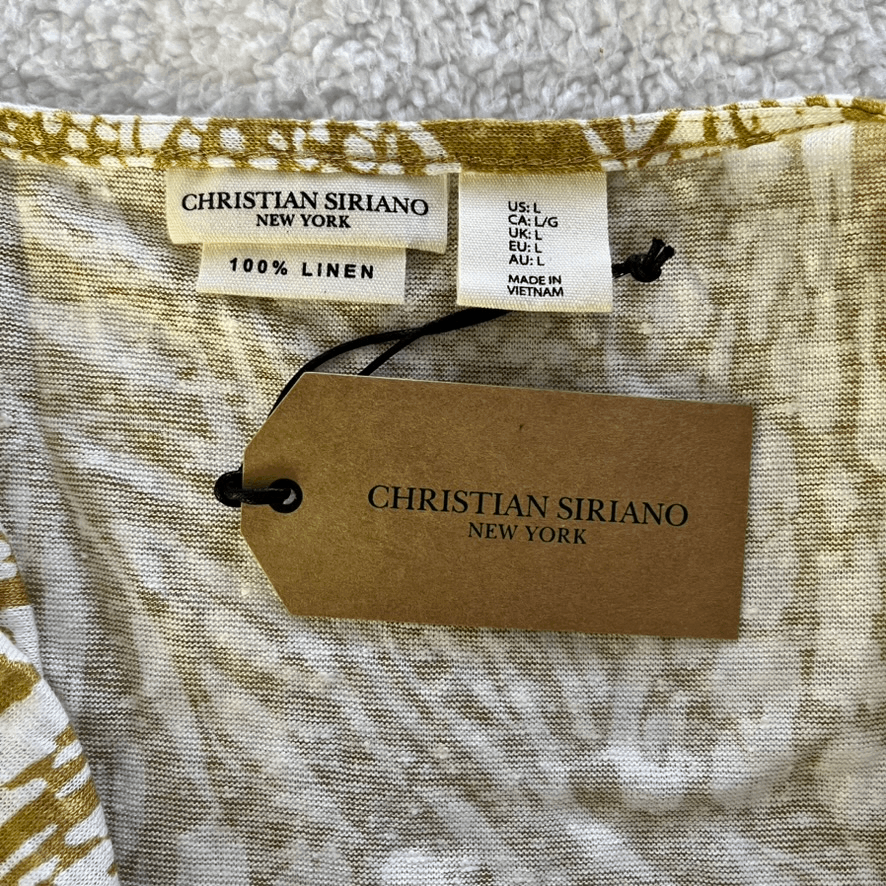 CHRISTIAN SIRIANO
NEW YORK
100% LINEN
US: L
CA: L/G
UK: L
EU: L
AU: L
MADE IN
VIETNAM
CHRISTIAN SIRIANO
NEW YORK